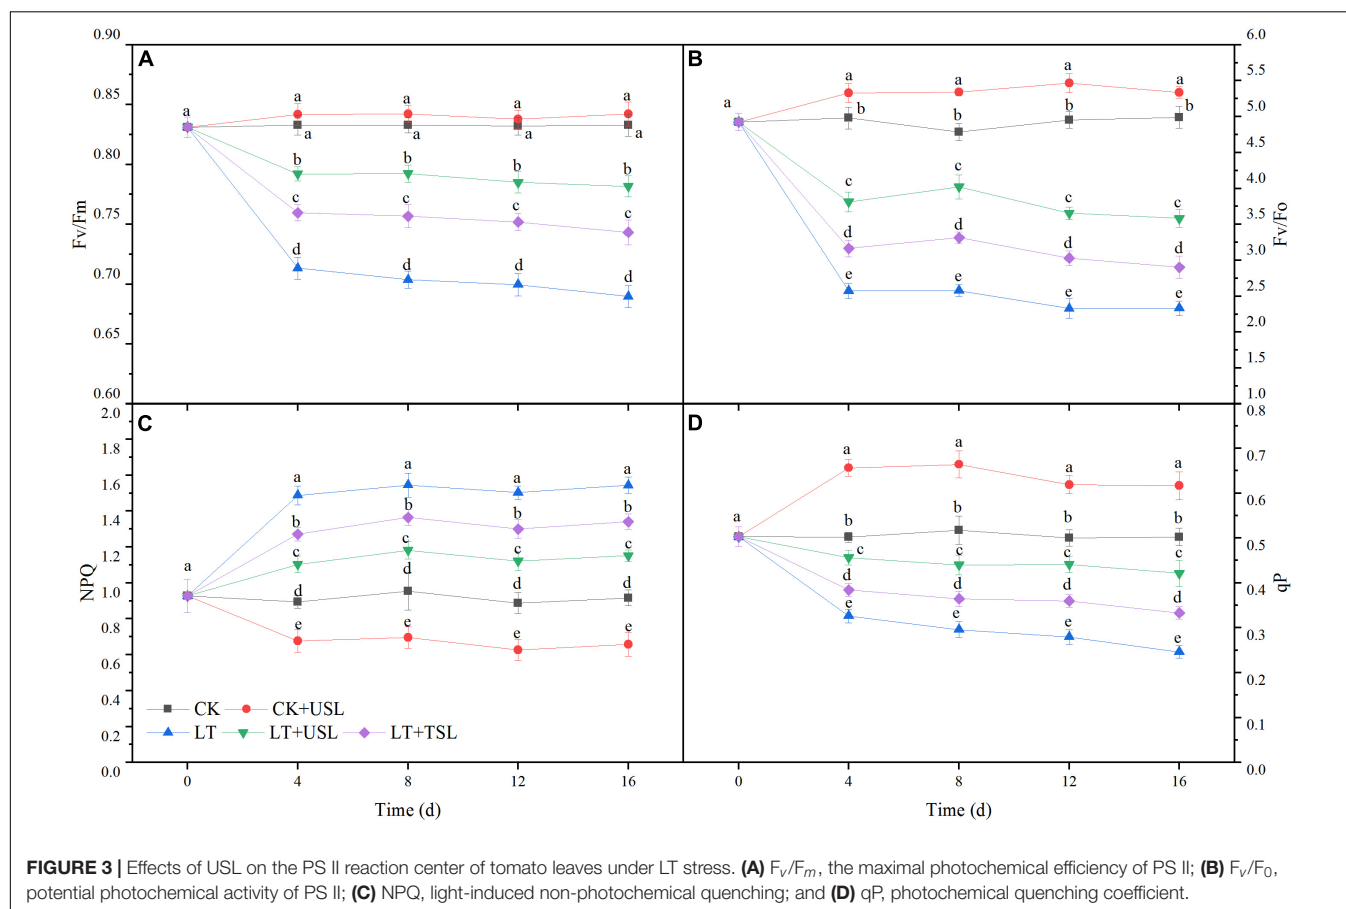 A
B
0.90
0.85
0.80
0.75
0.70
0.65
0.60
Fv/Fm
a
a a a a
a a a a
b b b b
c c c c
d d d d
6.0
5.5
5.0
4.5
4.0
3.5
3.0
2.5
2.0
1.5
1.0
Fv/Fo
a
a a a a
b b b b
c c c c
d d d d
e e e e
C
D
2.0
1.8
1.6
1.4
1.2
1.0
0.8
0.6
0.4
0.2
0.0
NPQ
a
a a a a
b b b b
c c c c
d d d d
e e e e
CK CK+USL
LT LT+USL LT+TSL
0 4 8 12 16
Time (d)
0.8
0.7
0.6
0.5
0.4
0.3
0.2
0.1
0.0
qP
a
a a a a
b b b b
c c c c
d d d d
e e e e
0 4 8 12 16
Time (d)
FIGURE 3 | Effects of USL on the PS II reaction center of tomato leaves under LT stress. (A) Fv/Fm, the maximal photochemical efficiency of PS II; (B) Fv/F0,
potential photochemical activity of PS II; (C) NPQ, light-induced non-photochemical quenching; and (D) qP, photochemical quenching coefficient.